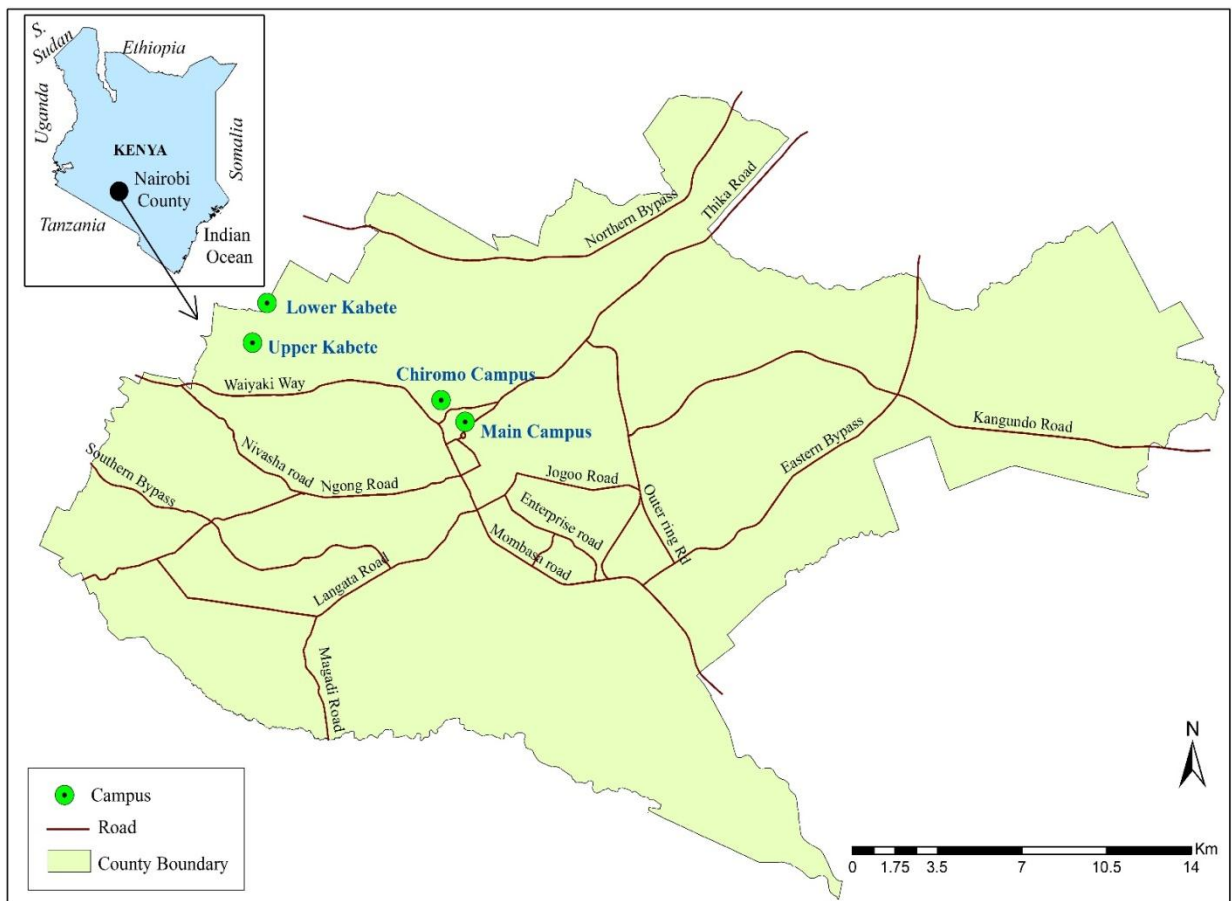 S.
Sudan
Ethiopia
Uganda
Somalia
KENYA
Nairobi
County
Tanzania
Indian
Ocean
Northern Bypass
Thika Road
Lower Kabete
Upper Kabete
Chiromo Campus
Waiyaki Way
Main Campus
Kangundo Road
Nivasha road
Southern Bypass
Ngong Road
Jogoo Road
Eastern Bypass
Enterprise road
Outer ring Rd
Mombasa road
Langata Road
Magadi Road
N
Campus
Road
County Boundary
Km
0 1.75 3.5 7 10.5 14